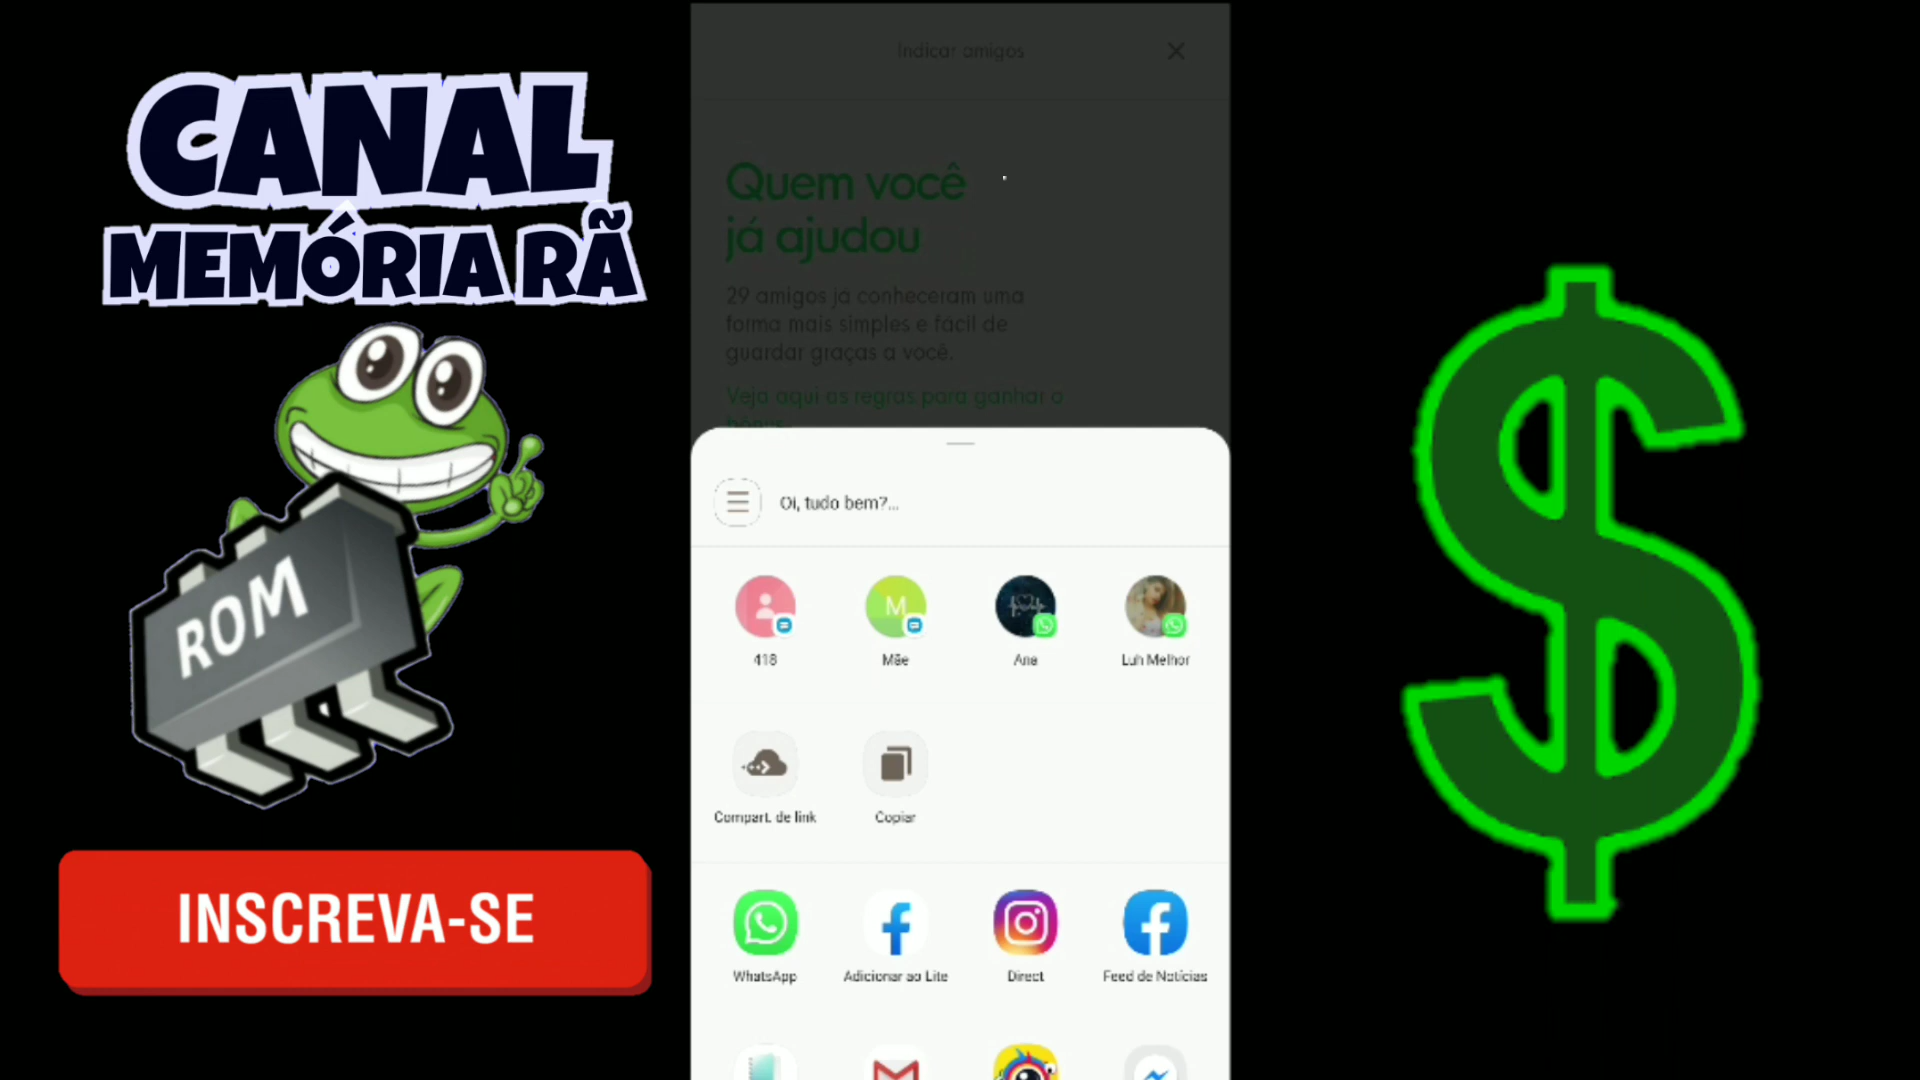 CANAL
MEMÓRIA RÃ
ROM
INSCREVA-SE
Indicar amigos
Quem você
já ajudou
29 amigos já conheceram uma
forma mais simples e fácil de
guardar graças a você.
Veja aqui as regras para ganhar o
bônus.
Oi, tudo bem?...
M
418
Mãe
Ana
Luh Melhor
Compart. de link
Copiar
WhatsApp
Adicionar ao Lite
Direct
Feed de Notícias